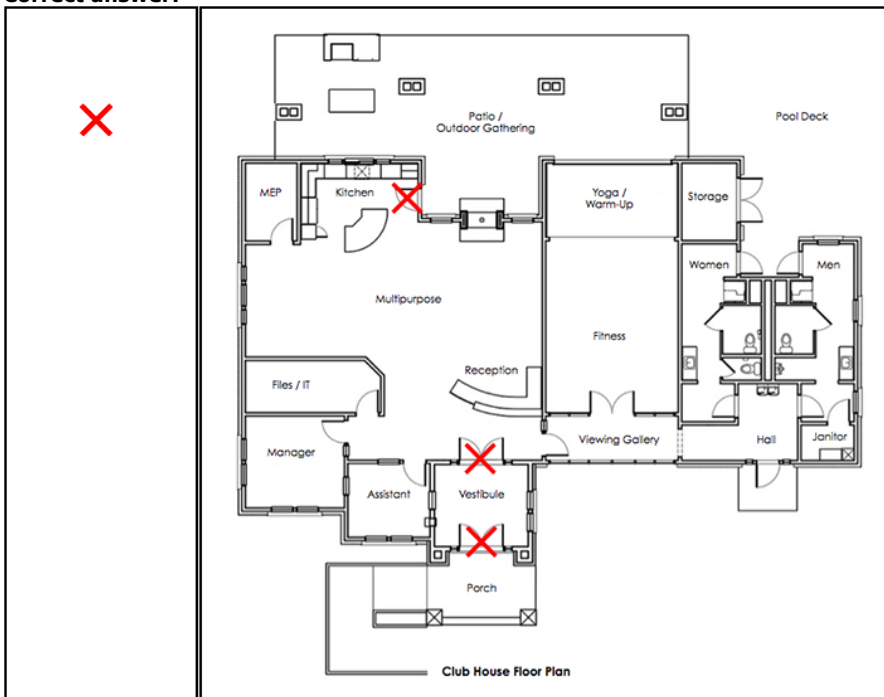 Correct answer:
Patio /
Outdoor Gathering
Pool Deck
MEP
Kitchen
Yoga /
Warm-Up
Storage
Women
Men
Multipurpose
Fitness
Reception
Files / IT
Manager
Viewing Gallery
Hall
Janitor
Assistant
Vestibule
Porch
Club House Floor Plan